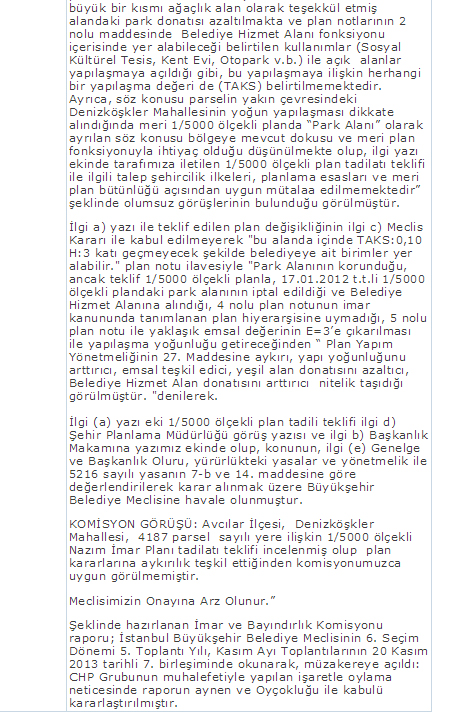 büyük bir kısmı ağaçlık alan olarak teşekkül etmiş
alandaki park donatısı azaltılmakta ve plan notlarının 2
nolu maddesinde  Belediye Hizmet Alanı fonksiyonu
içerisinde yer alabileceği belirtilen kullanımlar (Sosyal
Kültürel Tesis, Kent Evi, Otopark v.b.) ile açık  alanlar
yapılaşmaya açıldığı gibi, bu yapılaşmaya ilişkin herhangi
bir yapılaşma değeri de (TAKS) belirtilmemektedir.
Ayrıca, söz konusu parselin yakın çevresindeki
Denizköşkler Mahallesinin yoğun yapılaşması dikkate
alındığında meri 1/5000 ölçekli planda “Park Alanı” olarak
ayrılan söz konusu bölgeye mevcut dokusu ve meri plan
fonksiyonuyla ihtiyaç olduğu düşünülmekte olup, ilgi yazı
ekinde tarafımıza iletilen 1/5000 ölçekli plan tadilatı teklifi
ile ilgili talep şehircilik ilkeleri, planlama esasları ve meri
plan bütünlüğü açısından uygun mütalaa edilmemektedir”
şeklinde olumsuz görüşlerinin bulunduğu görülmüştür.
İlgi a) yazı ile teklif edilen plan değişikliğinin ilgi c) Meclis
Kararı ile kabul edilmeyerek "bu alanda içinde TAKS:0,10
H:3 katı geçmeyecek şekilde belediyeye ait birimler yer
alabilir." plan notu ilavesiyle "Park Alanının korunduğu,
ancak teklif 1/5000 ölçekli planla, 17.01.2012 t.t.li 1/5000
ölçekli plandaki park alanının iptal edildiği ve Belediye
Hizmet Alanına alındığı, 4 nolu plan notunun imar
kanununda tanımlanan plan hiyerarşisine uymadığı, 5 nolu
plan notu ile yaklaşık emsal değerinin E=3’e çıkarılması
ile yapılaşma yoğunluğu getireceğinden “ Plan Yapım
Yönetmeliğinin 27. Maddesine aykırı, yapı yoğunluğunu
arttırıcı, emsal teşkil edici, yeşil alan donatısını azaltıcı,
Belediye Hizmet Alan donatısını arttırıcı  nitelik taşıdığı
görülmüştür. "denilerek.
İlgi (a) yazı eki 1/5000 ölçekli plan tadili teklifi ilgi d)
Şehir Planlama Müdürlüğü görüş yazısı ve ilgi b) Başkanlık
Makamına yazımız ekinde olup, konunun, ilgi (e) Genelge
ve Başkanlık Oluru, yürürlükteki yasalar ve yönetmelik ile
5216 sayılı yasanın 7-b ve 14. maddesine göre
değerlendirilerek karar alınmak üzere Büyükşehir
Belediye Meclisine havale olunmuştur.
KOMİSYON GÖRÜŞÜ: Avcılar İlçesi,  Denizköşkler
Mahallesi,  4187 parsel  sayılı yere ilişkin 1/5000 ölçekli
Nazım İmar Planı tadilatı teklifi incelenmiş olup  plan
kararlarına aykırılık teşkil ettiğinden komisyonumuzca
uygun görülmemiştir.
Meclisimizin Onayına Arz Olunur.”
Şeklinde hazırlanan İmar ve Bayındırlık Komisyonu
raporu; İstanbul Büyükşehir Belediye Meclisinin 6. Seçim
Dönemi 5. Toplantı Yılı, Kasım Ayı Toplantılarının 20 Kasım
2013 tarihli 7. birleşiminde okunarak, müzakereye açıldı:
CHP Grubunun muhalefetiyle yapılan işaretle oylama
neticesinde raporun aynen ve Oyçokluğu ile kabulü
kararlaştırılmıştır.